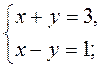 x + y = 3,
x − y = 1;